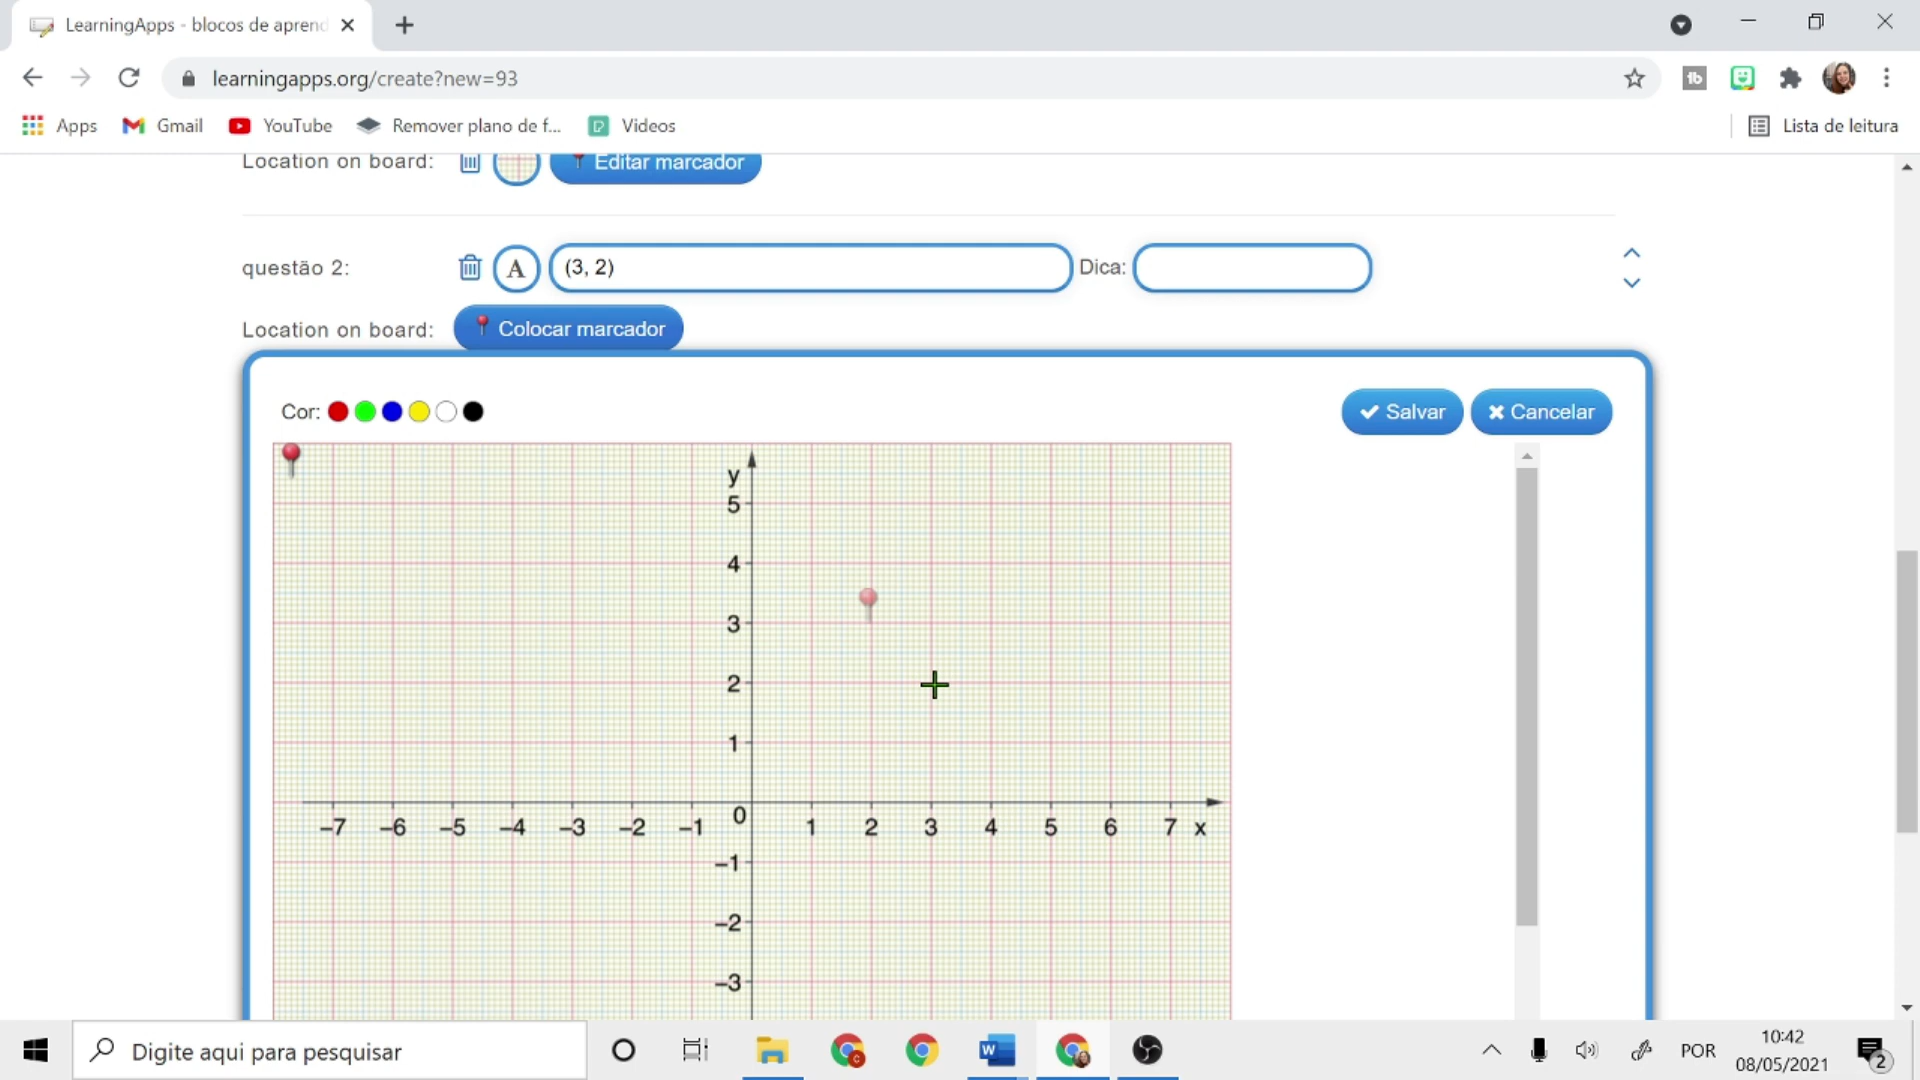 LearningApps - blocos de aprend
learningapps.org/create?new=93
Apps Gmail YouTube Remover plano de f... Videos Lista de leitura
Location on board: Editar marcador
questão 2: A (3, 2) Dica:
Location on board: Colocar marcador
Cor: Salvar Cancelar
y
5
4
3
2
1
0
−7 −6 −5 −4 −3 −2 −1 1 2 3 4 5 6 7 x
−1
−2
−3
Digite aqui para pesquisar
POR
10:42
08/05/2021
2